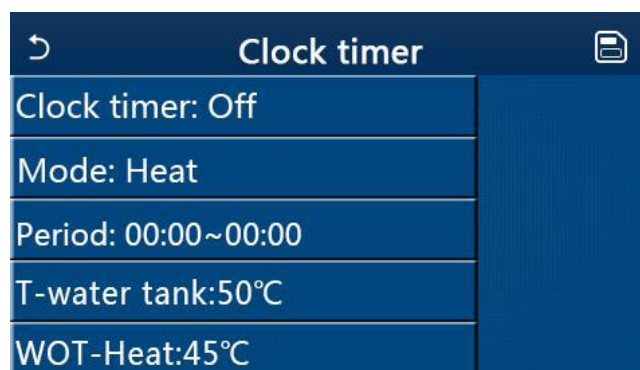 Clock timer
Clock timer: Off
Mode: Heat
Period: 00:00~00:00
T-water tank:50℃
WOT-Heat:45℃